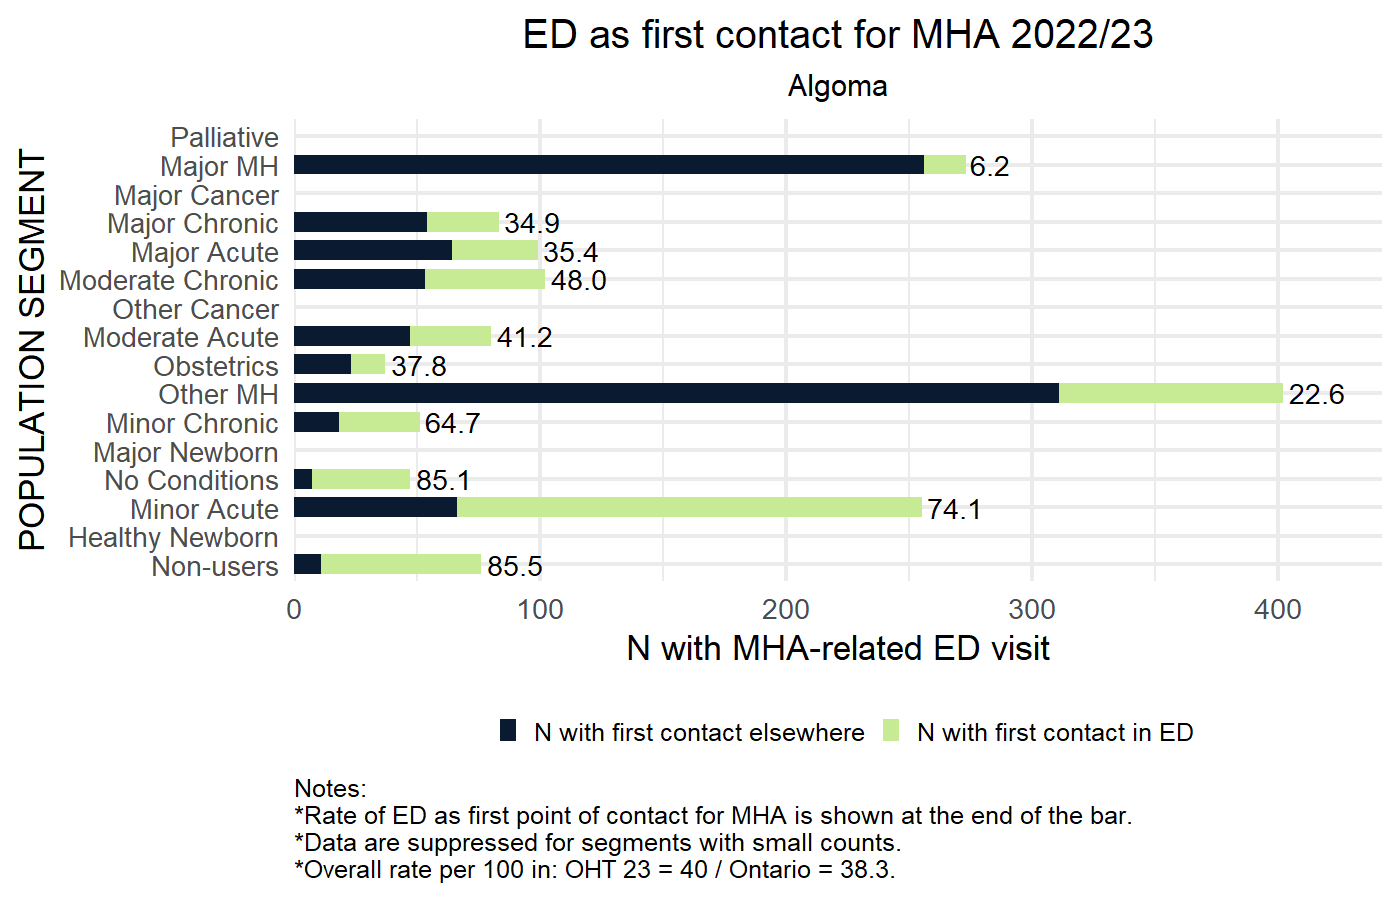 ED as first contact for MHA 2022/23
Algoma
POPULATION SEGMENT
Palliative
Major MH 6.2
Major Cancer
Major Chronic 34.9
Major Acute 35.4
Moderate Chronic 48.0
Other Cancer
Moderate Acute 41.2
Obstetrics 37.8
Other MH 22.6
Minor Chronic 64.7
Major Newborn
No Conditions 85.1
Minor Acute 74.1
Healthy Newborn
Non-users 85.5
0 100 200 300 400
N with MHA-related ED visit
N with first contact elsewhere N with first contact in ED
Notes:
*Rate of ED as first point of contact for MHA is shown at the end of the bar.
*Data are suppressed for segments with small counts.
*Overall rate per 100 in: OHT 23 = 40 / Ontario = 38.3.